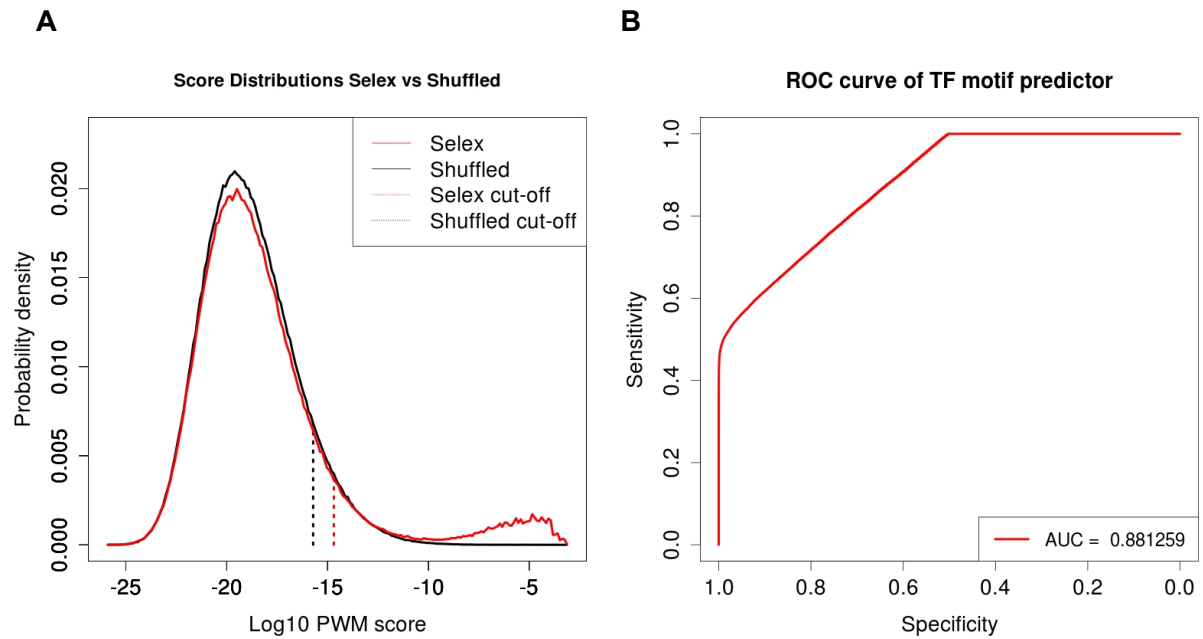 A
Score Distributions Selex vs Shuffled
Selex
Shuffled
Selex cut-off
Shuffled cut-off
Probability density
0.000
0.005
0.010
0.015
0.020
-25
-20
-15
-10
-5
Log10 PWM score
B
ROC curve of TF motif predictor
Sensitivity
0.0
0.2
0.4
0.6
0.8
1.0
AUC = 0.881259
1.0
0.8
0.6
0.4
0.2
0.0
Specificity